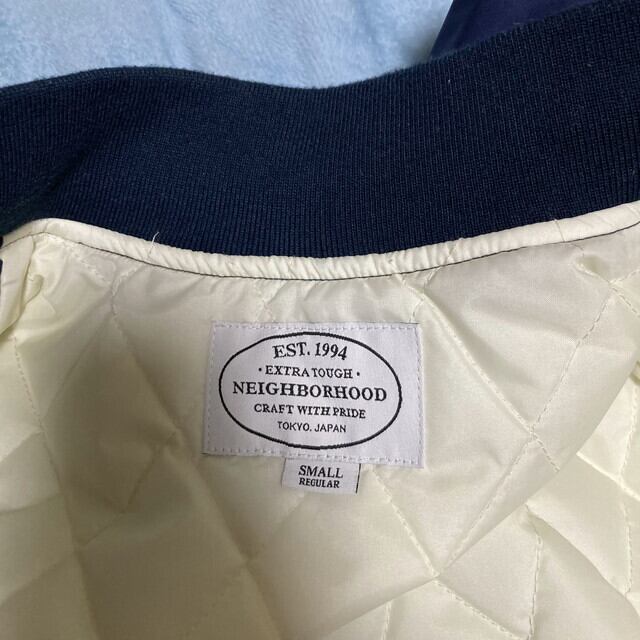 EST. 1994
· EXTRA TOUGH ·
NEIGHBORHOOD
CRAFT WITH PRIDE
TOKYO, JAPAN
SMALL
REGULAR